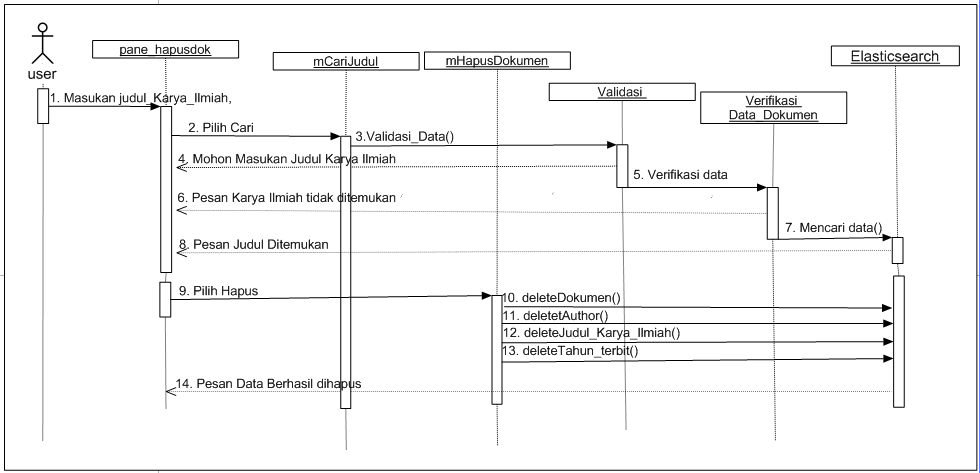 user
pane_hapusdok
mCariJudul
mHapusDokumen
Validasi
Verifikasi
Data_Dokumen
Elasticsearch
1. Masukan judul_Karya_Ilmiah,
2. Pilih Cari
3.Validasi_Data()
4. Mohon Masukan Judul Karya Ilmiah
5. Verifikasi data
6. Pesan Karya Ilmiah tidak ditemukan
7. Mencari data()
8. Pesan Judul Ditemukan
9. Pilih Hapus
10. deleteDokumen()
11. deletetAuthor()
12. deleteJudul_Karya_Ilmiah()
13. deleteTahun_terbit()
14. Pesan Data Berhasil dihapus